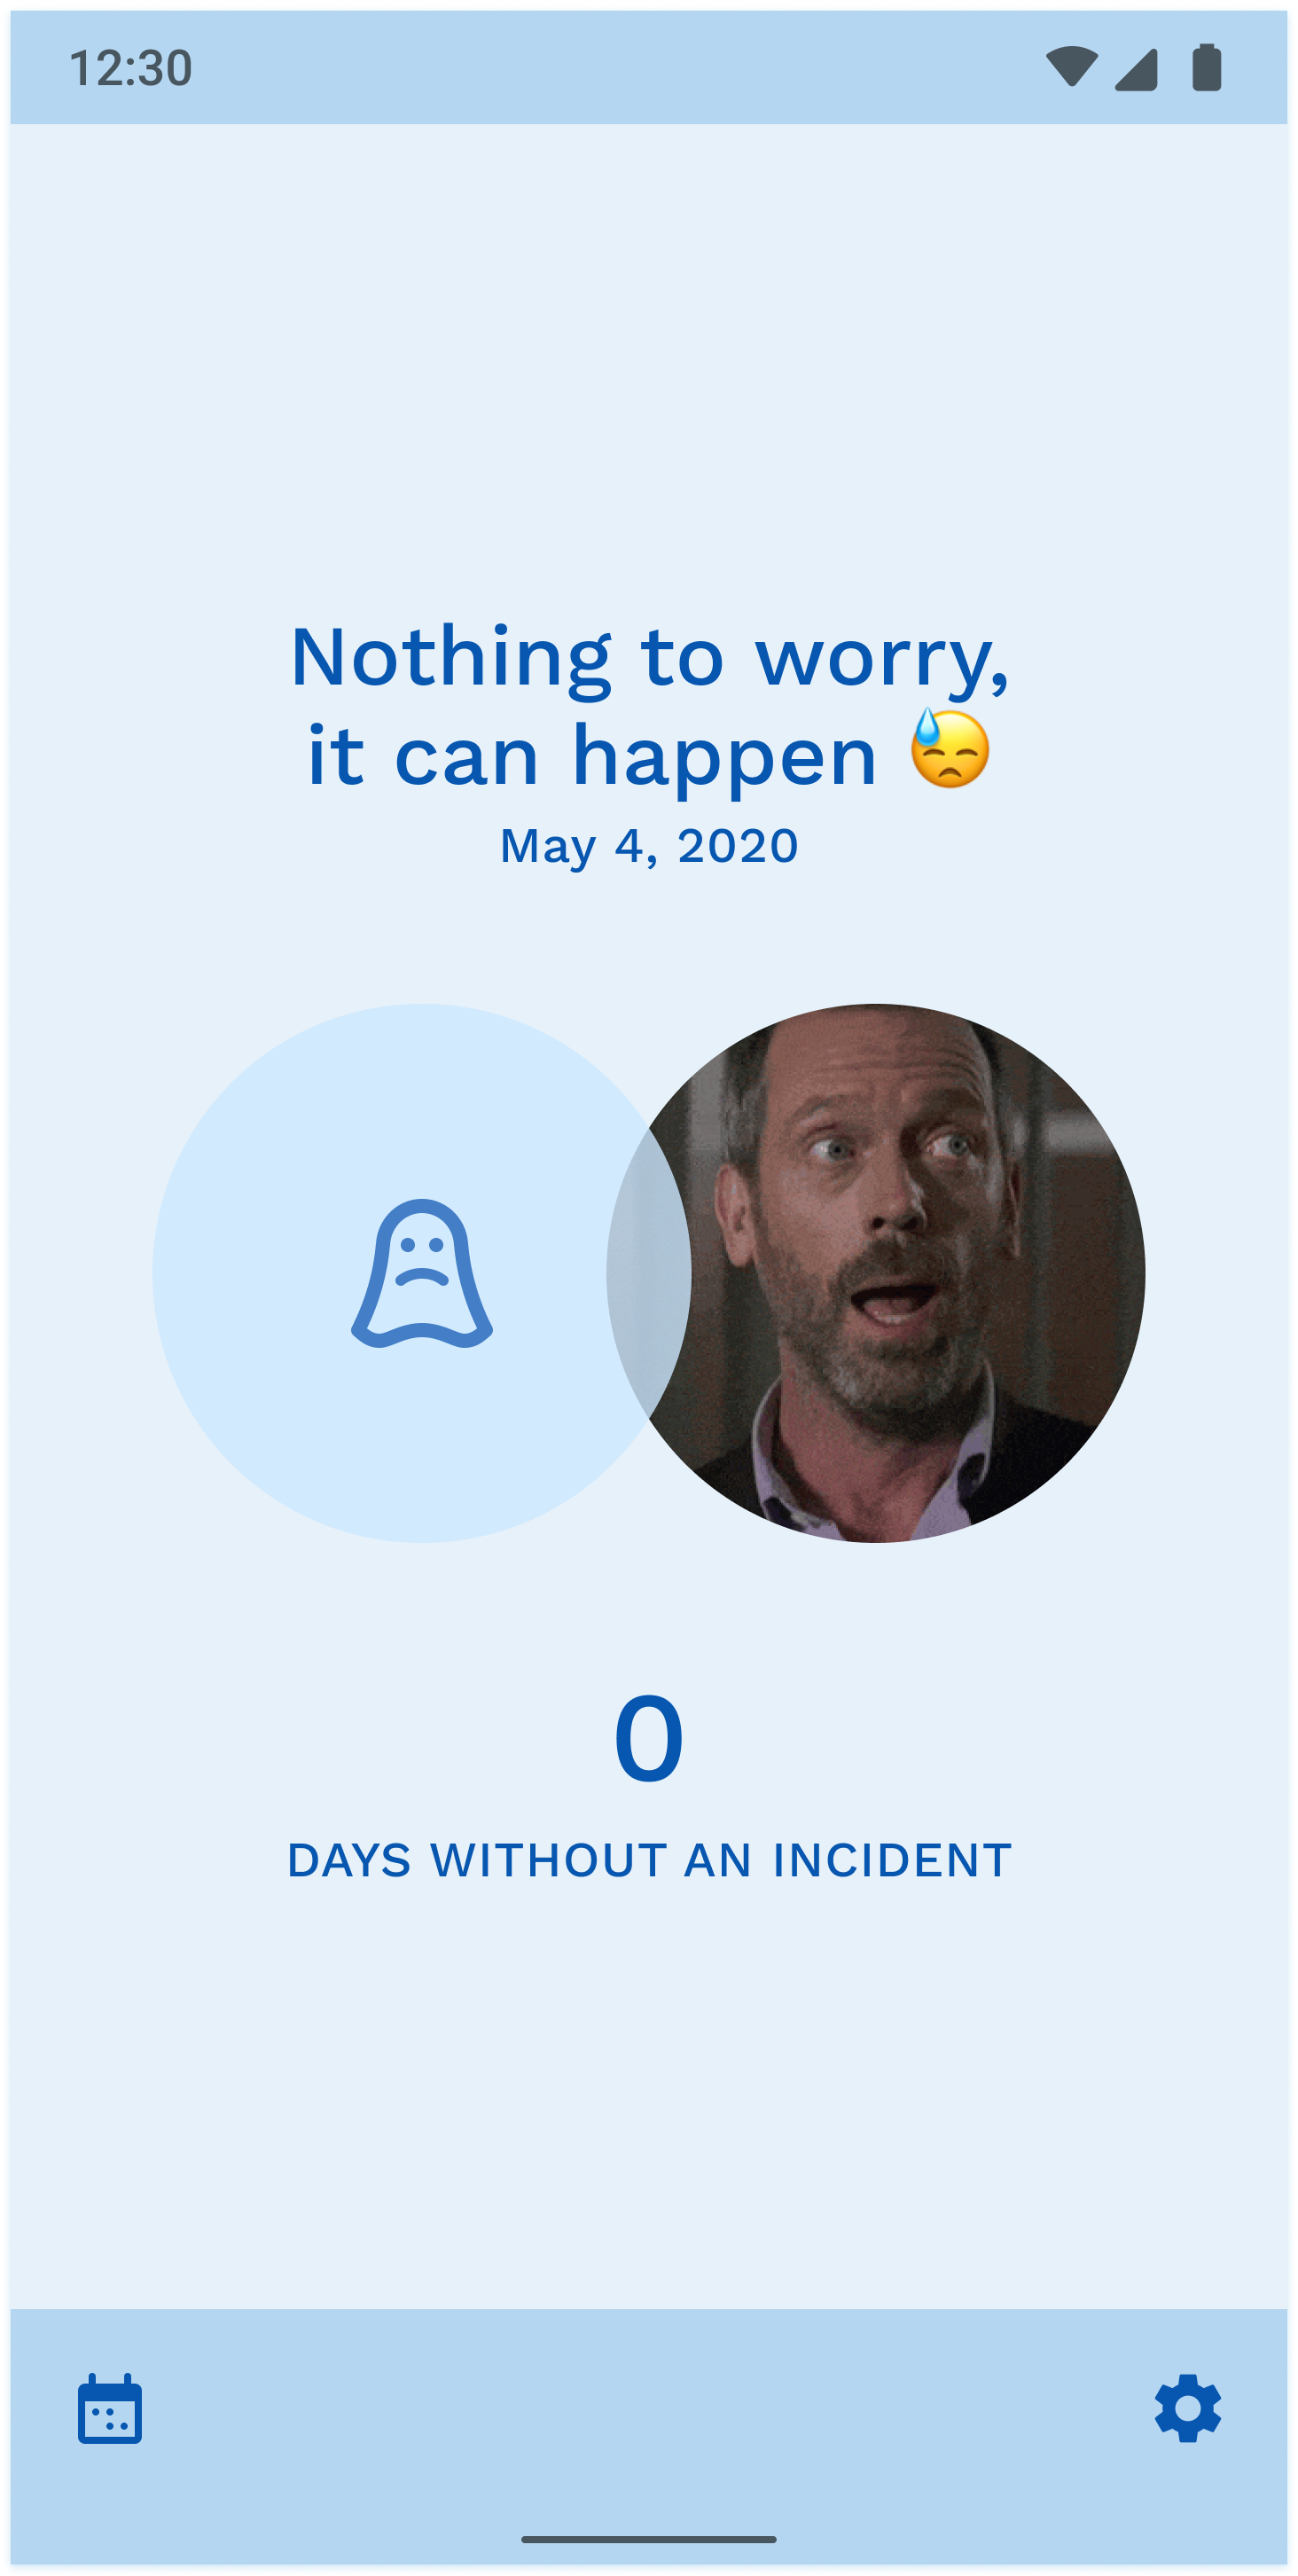 12:30
Nothing to worry,
it can happen 😓
May 4, 2020
0
DAYS WITHOUT AN INCIDENT